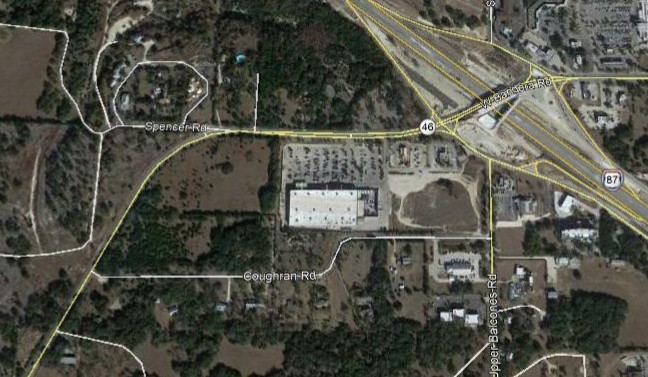 W Bandera Rd
Spencer Rd
46
87
Coughran Rd
Upper Balcones Rd
S